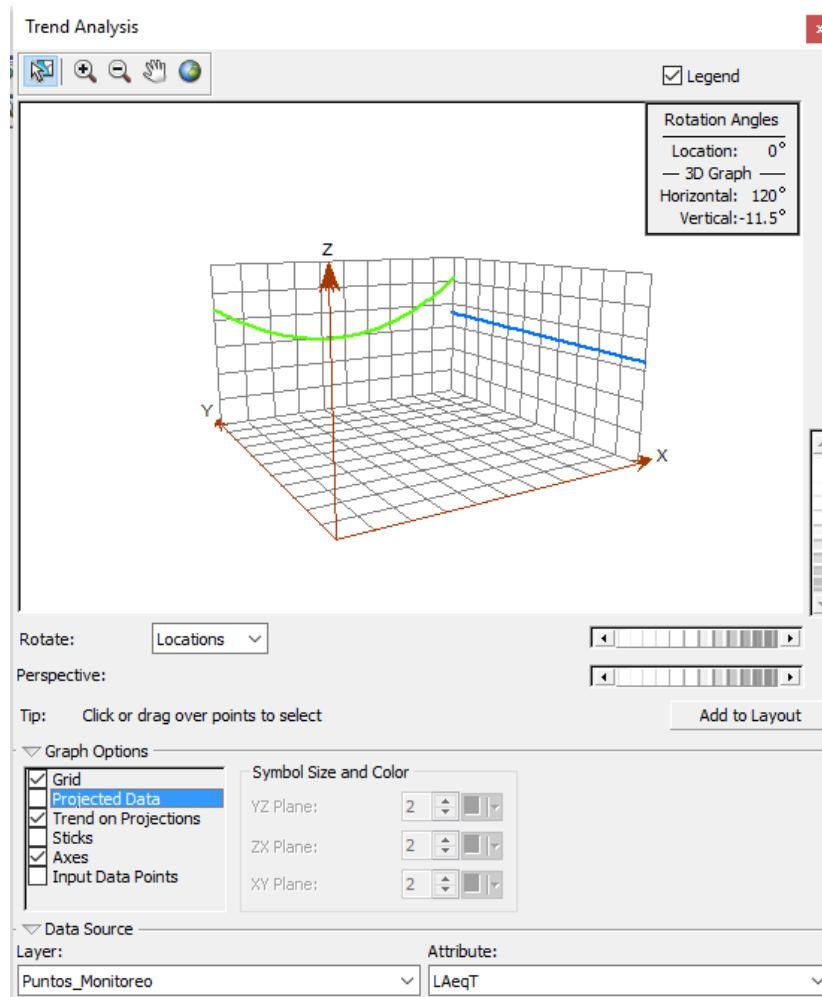 Trend Analysis
x
Legend
Rotation Angles
Location: 0°
3D Graph
Horizontal: 120°
Vertical:-11.5°
Z
Y
X
Rotate: Locations
Perspective:
Tip: Click or drag over points to select Add to Layout
Graph Options
Grid
Projected Data
Trend on Projections
Sticks
Axes
Input Data Points
Symbol Size and Color
YZ Plane: 2
ZX Plane: 2
XY Plane: 2
Data Source
Layer: Attribute:
Puntos_Monitoreo LAeqT